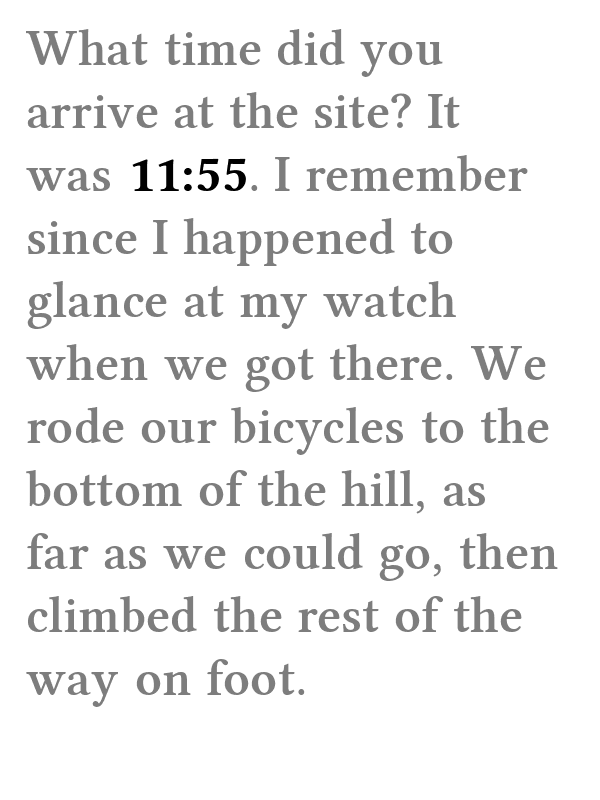 What time did you
arrive at the site? It
was 11:55. I remember
since I happened to
glance at my watch
when we got there. We
rode our bicycles to the
bottom of the hill, as
far as we could go, then
climbed the rest of the
way on foot.